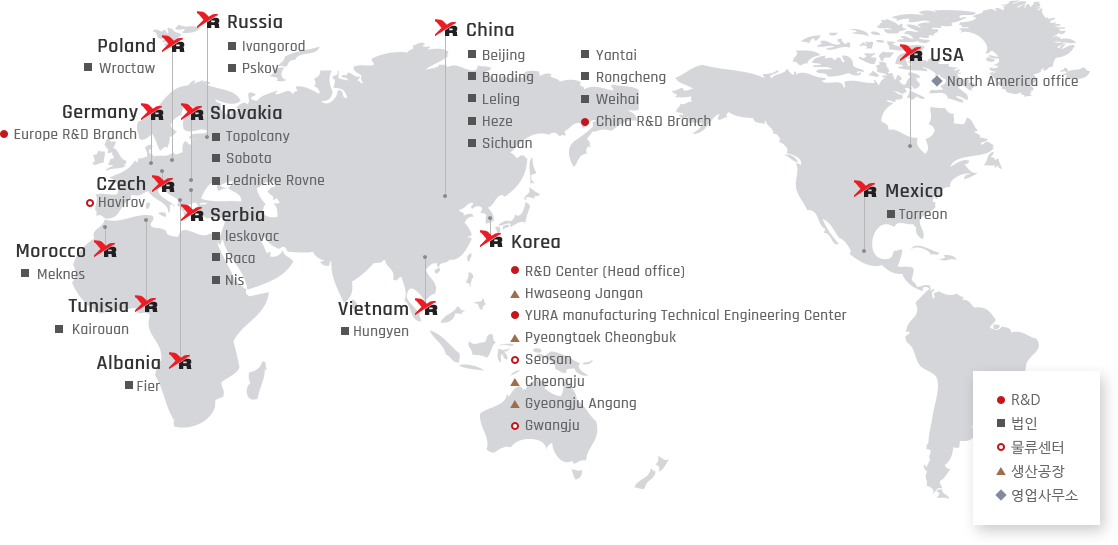 Russia
Ivangorod
Pskov
Poland
Wroctaw
Germany
Europe R&D Branch
Slovakia
Topolcany
Sobota
Lednicke Rovne
Czech
Havirov
Serbia
leskovac
Raca
Nis
Morocco
Meknes
Tunisia
Kairouan
Albania
Fier
China
Beijing
Baoding
Leling
Heze
Sichuan
Yantai
Rongcheng
Weihai
China R&D Branch
Korea
R&D Center (Head office)
Hwaseong Jangan
YURA manufacturing Technical Engineering Center
Pyeongtaek Cheongbuk
Seosan
Cheongju
Gyeongju Angang
Gwangju
Vietnam
Hungyen
USA
North America office
Mexico
Torreon
R&D
법인
물류센터
생산공장
영업사무소